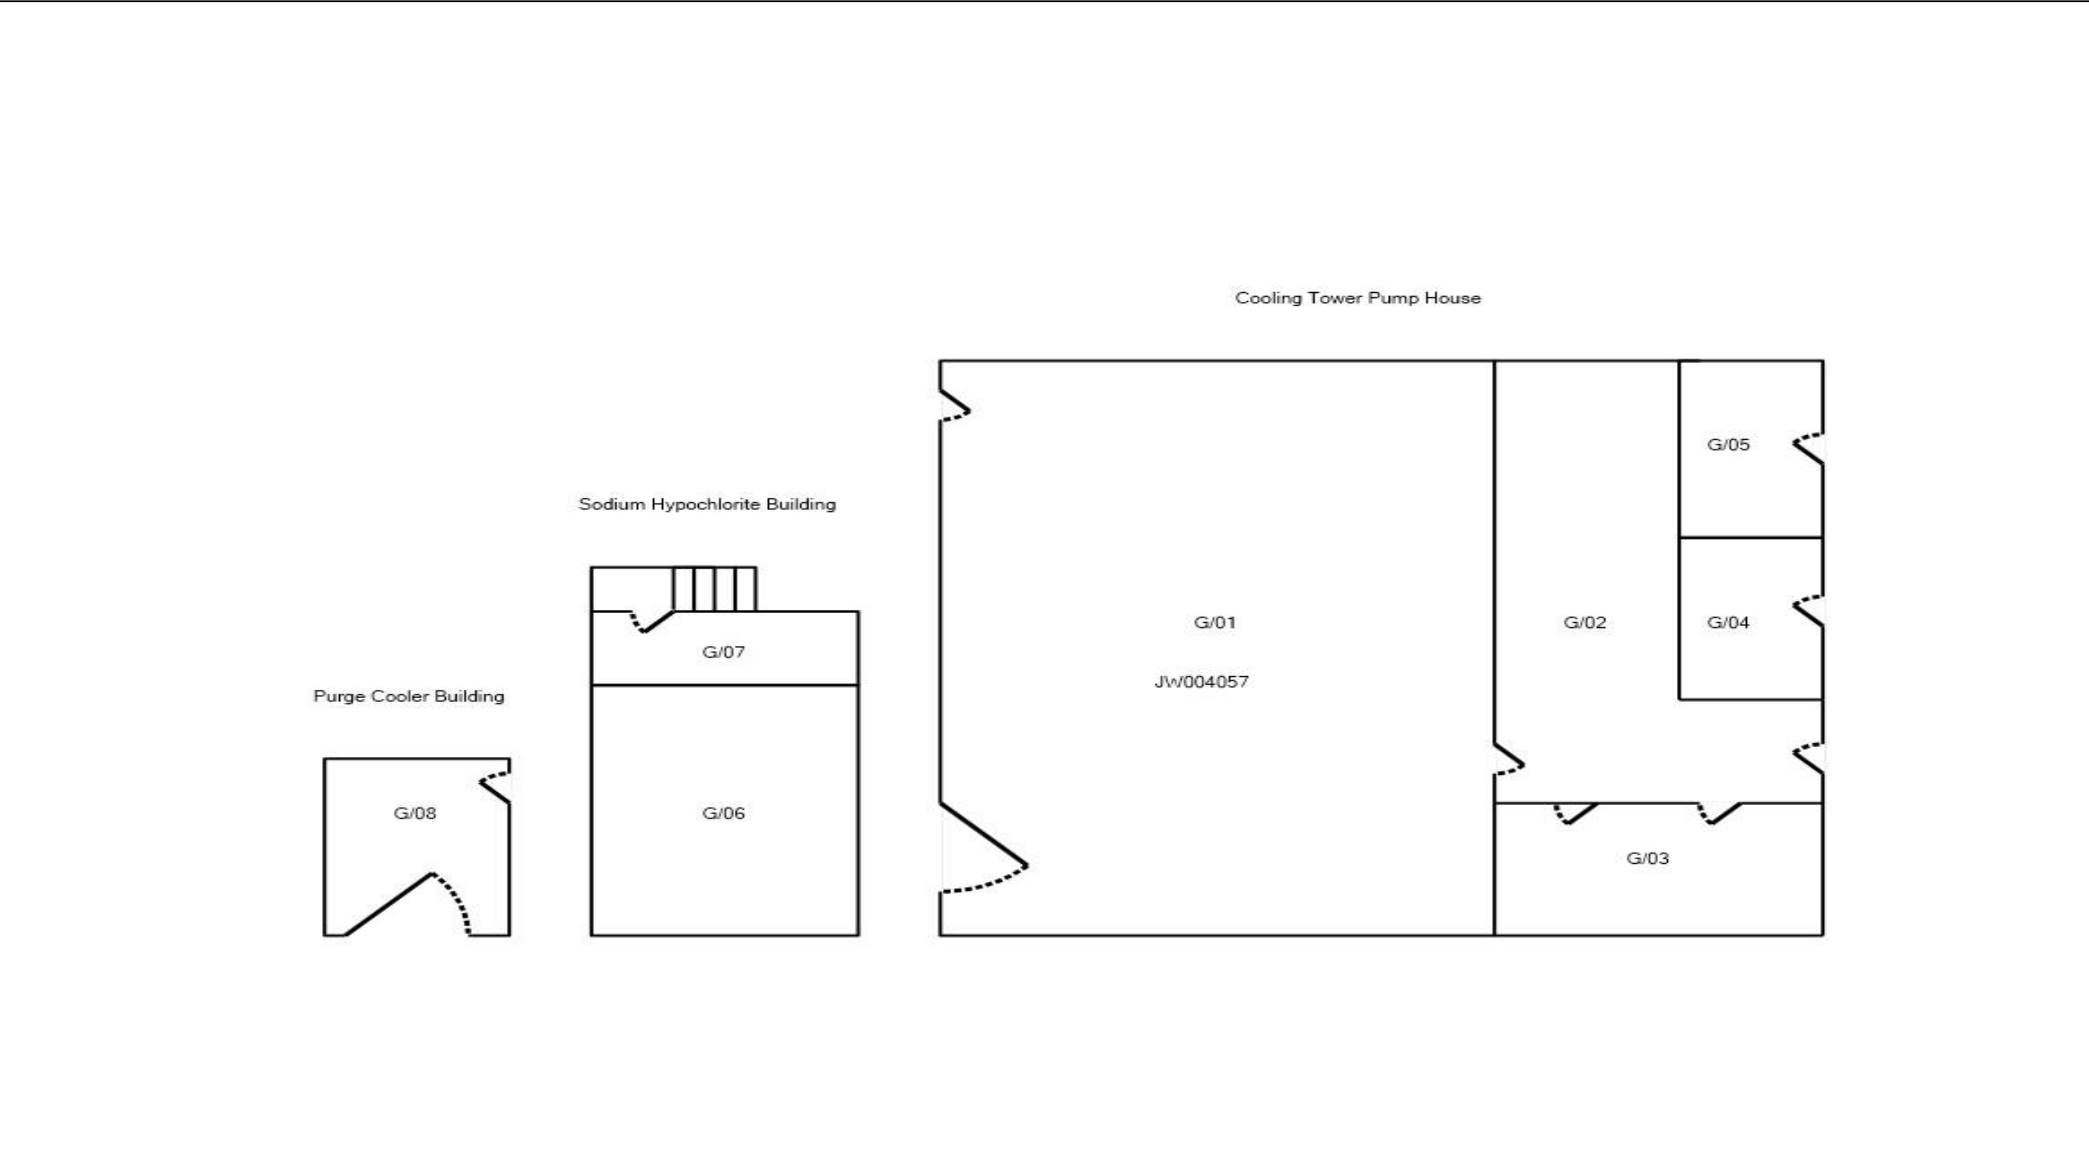 Cooling Tower Pump House
G/05
Sodium Hypochlorite Building
G/01
G/02
G/04
G/07
JW004057
Purge Cooler Building
G/08
G/06
G/03